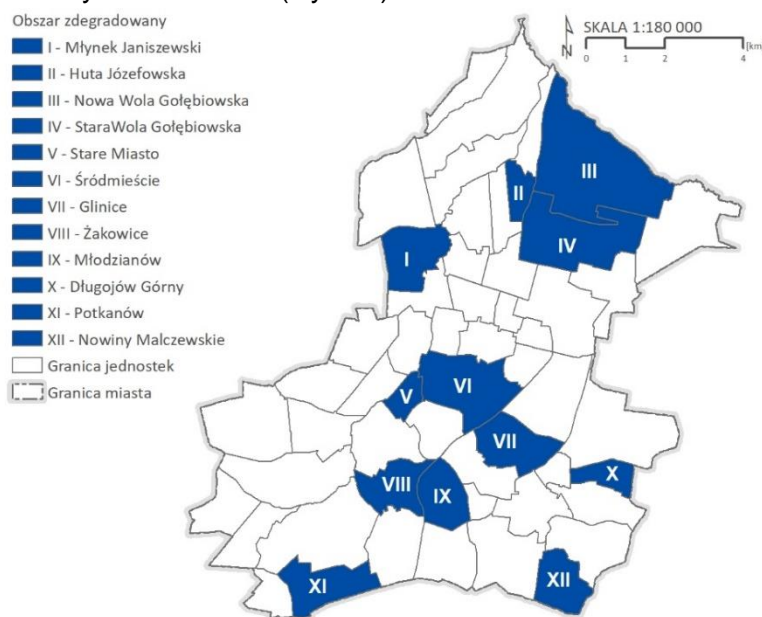 Obszar zdegradowany
I - Młynek Janiszewski
II - Huta Józefowska
III - Nowa Wola Gołębiowska
IV - StaraWola Gołębiowska
V - Stare Miasto
VI - Śródmieście
VII - Glinice
VIII - Żakowice
IX - Młodzianów
X - Długojów Górny
XI - Potkanów
XII - Nowiny Malczewskie
Granica jednostek
Granica miasta
N
SKALA 1:180 000
[km
0 1 2 4
III
II
IV
I
VI
V
VII
VIII
IX
X
XI
XII